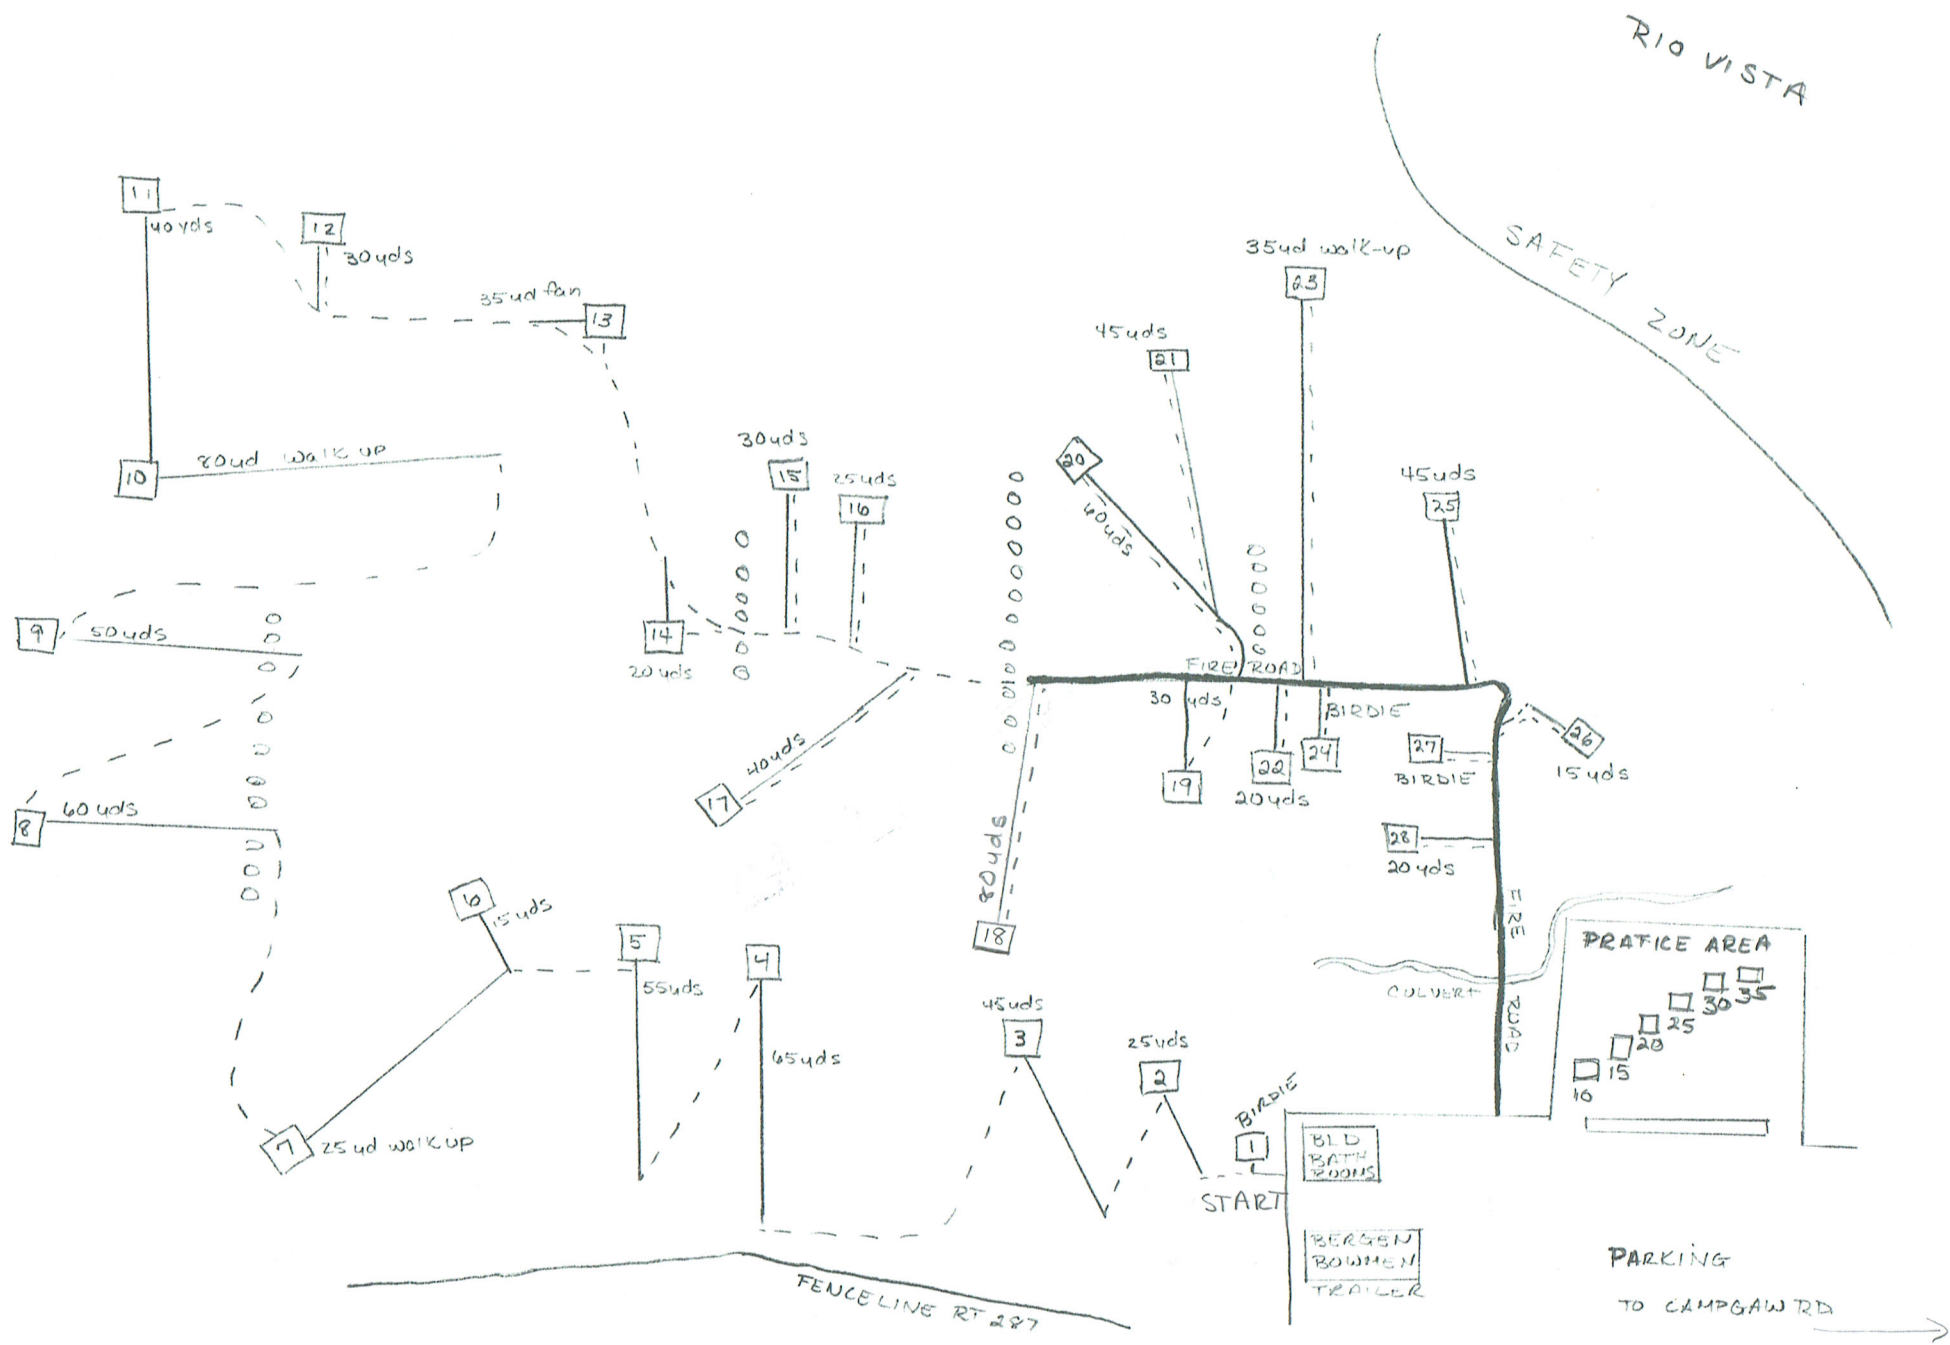 RIO VISTA
SAFETY ZONE
11
40 yds
12
30 yds
35 yd fan
13
35 yd walk-up
23
45 yds
21
20
60 yds
45 yds
25
80 yd walk up
10
30 yds
15
25 yds
16
9
50 yds
14
20 yds
FIRE ROAD
30 yds
19
22
20 yds
BIRDIE
24
27
BIRDIE
26
15 yds
40 yds
17
8
60 yds
28
20 yds
80 yds
18
6
15 yds
5
55 yds
4
65 yds
FIRE ROAD
CULVERT
PRATICE AREA
35
30
25
20
15
10
45 yds
3
25 yds
2
BIRDIE
1
START
7
25 yd walk up
BLD
BATH
ROOMS
BERGEN
BOWMEN
TRAILER
FENCELINE RT 287
PARKING
TO CAMPGAW RD